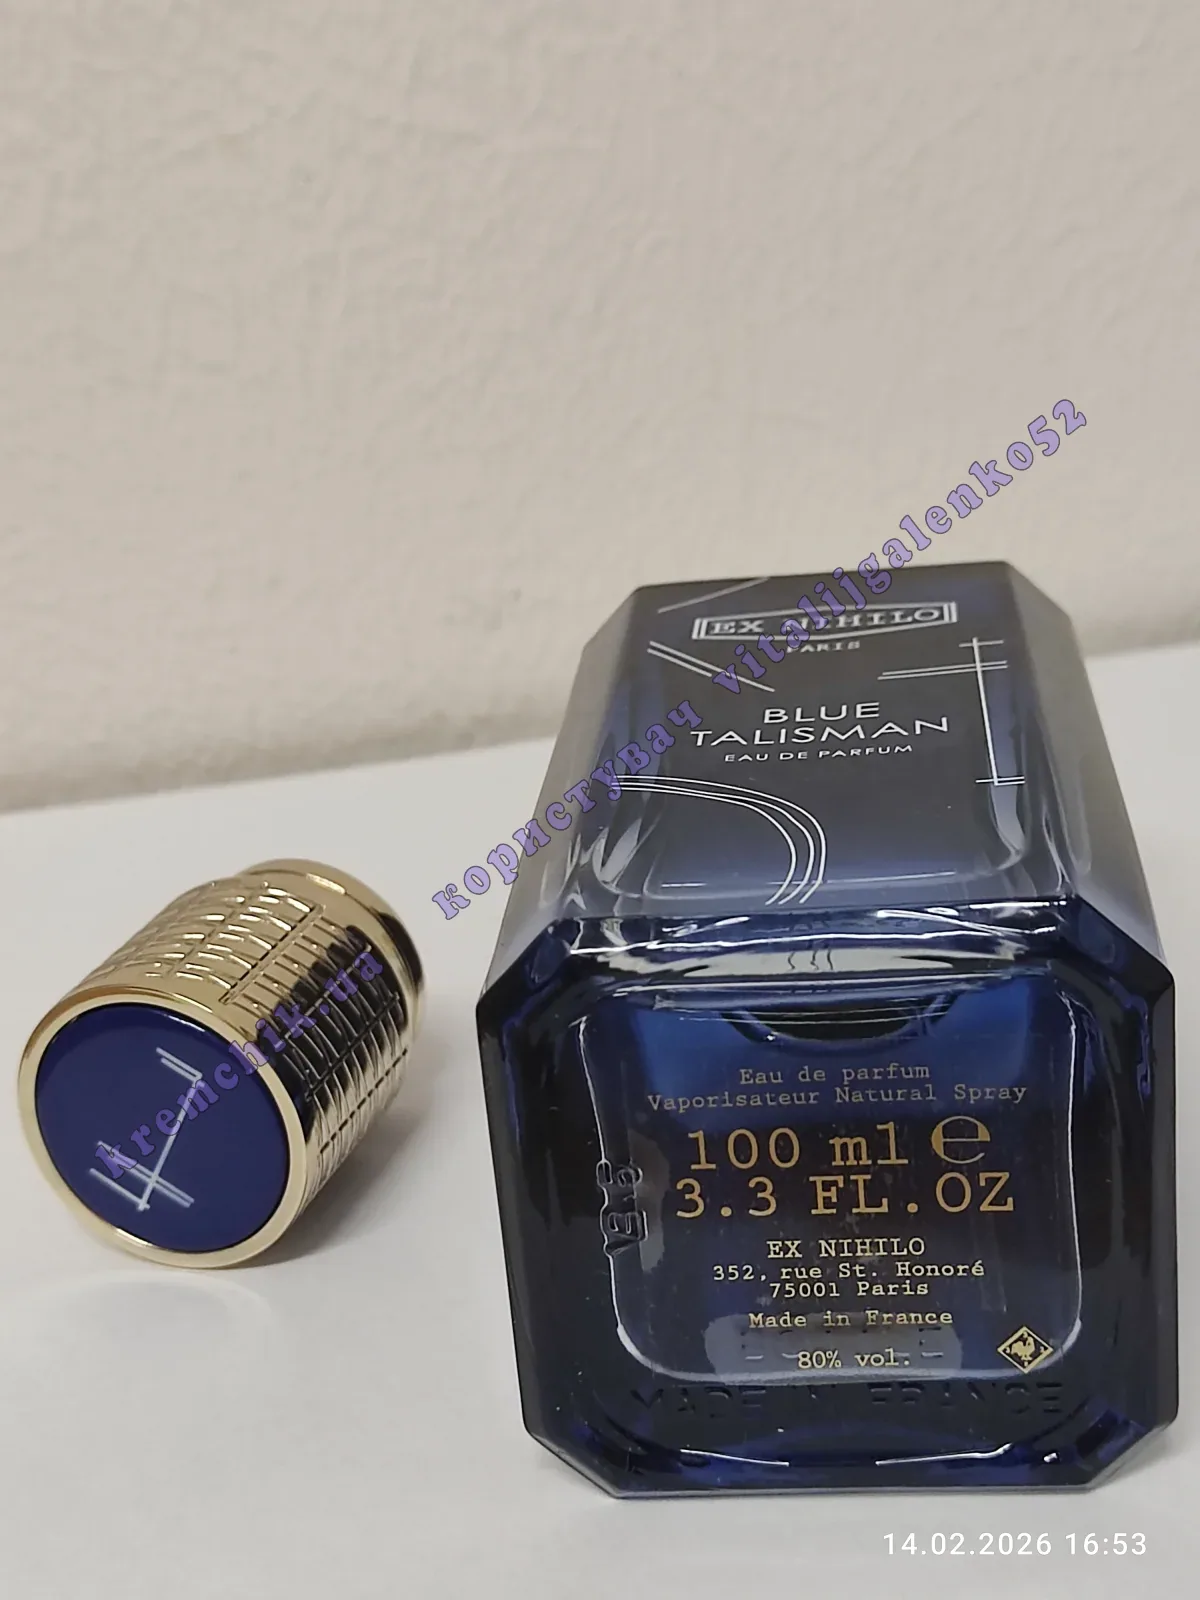 EX NIHILO
PARIS
BLUE
TALISMAN
EAU DE PARFUM
користувач vitalijgalenko52
kremchik.ua
Eau de parfum
Vaporisateur Natural Spray
100 ml e
3.3 FL.OZ
EX NIHILO
352, rue St. Honoré
75001 Paris
Made in France
80% vol.
MADE IN FRANCE
14.02.2026 16:53